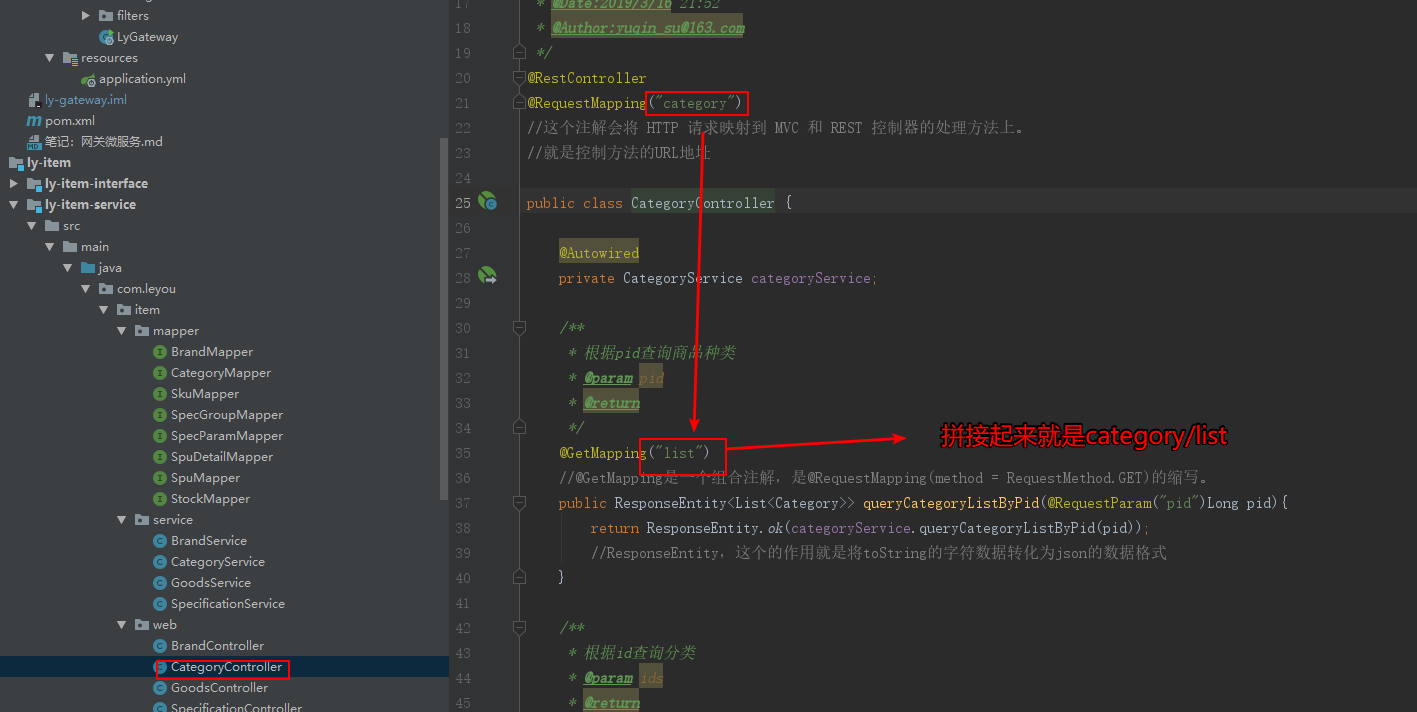 filters
LyGateway
resources
application.yml
ly-gateway.iml
pom.xml
笔记：网关微服务.md
ly-item
ly-item-interface
ly-item-service
src
main
java
com.leyou
item
mapper
BrandMapper
CategoryMapper
SkuMapper
SpecGroupMapper
SpecParamMapper
SpuDetailMapper
SpuMapper
StockMapper
service
BrandService
CategoryService
GoodsService
SpecificationService
web
BrandController
CategoryController
GoodsController
SpecificationController
17 * @Date:2019/3/16 21:52
18 * @Author:yuqin_su@163.com
19 */
20 @RestController
21 @RequestMapping("category")
22 //这个注解会将 HTTP 请求映射到 MVC 和 REST 控制器的处理方法上。
23 //就是控制方法的URL地址
24
25 public class CategoryController {
26
27 @Autowired
28 private CategoryService categoryService;
29
30 /**
31 * 根据pid查询商品种类
32 * @param pid
33 * @return
34 */
拼接起来就是category/list
35 @GetMapping("list")
36 //@GetMapping是一个组合注解，是@RequestMapping(method = RequestMethod.GET)的缩写。
37 public ResponseEntity<List<Category>> queryCategoryListByPid(@RequestParam("pid")Long pid){
38 return ResponseEntity.ok(categoryService.queryCategoryListByPid(pid));
39 //ResponseEntity，这个的作用就是将toString的字符数据转化为json的数据格式
40 }
41
42 /**
43 * 根据id查询分类
44 * @param ids
45 * @return